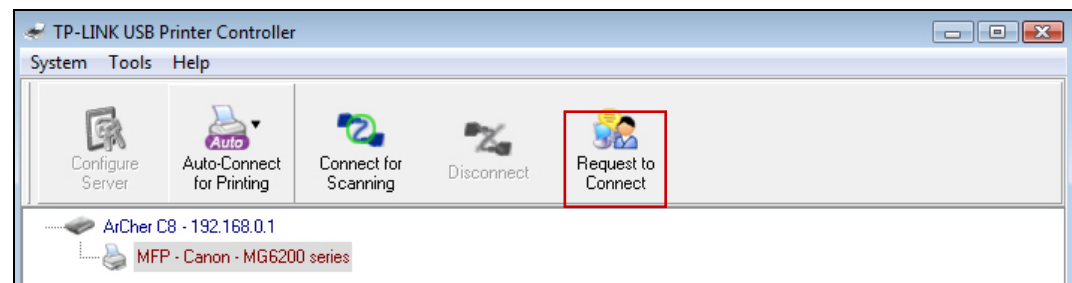 TP-LINK USB Printer Controller
System Tools Help
Auto
Configure Server
Auto-Connect for Printing
Connect for Scanning
Disconnect
Request to Connect
ArCher C8 - 192.168.0.1
MFP - Canon - MG6200 series